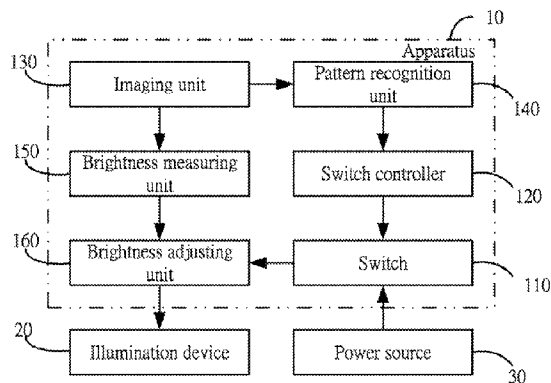 10
Apparatus
130
Imaging unit
Pattern recognition
unit
140
150
Brightness measuring
unit
Switch controller
120
160
Brightness adjusting
unit
Switch
110
20
Illumination device
Power source
30